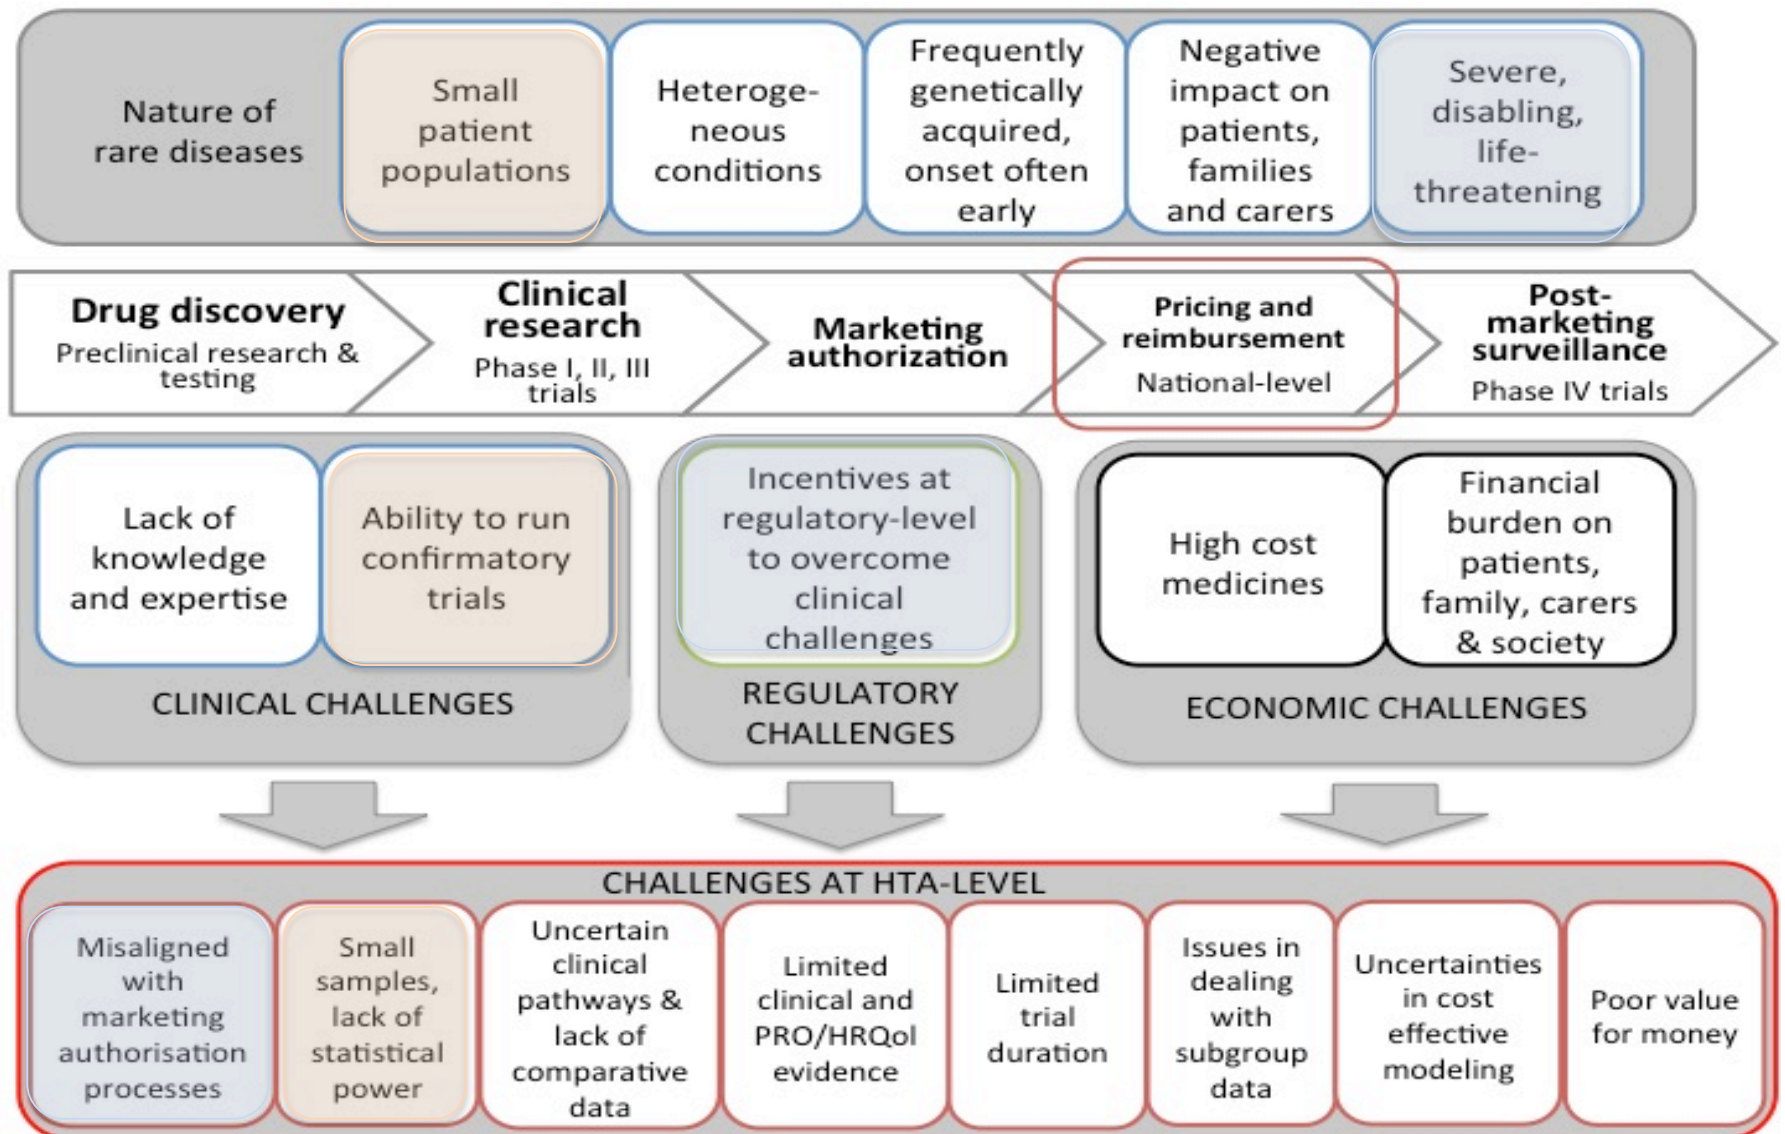 Nature of
rare diseases
Small
patient
populations
Heteroge-
neous
conditions
Frequently
genetically
acquired,
onset often
early
Negative
impact on
patients,
families
and carers
Severe,
disabling,
life-
threatening
Drug discovery
Preclinical research &
testing
Clinical
research
Phase I, II, III
trials
Marketing
authorization
Pricing and
reimbursement
National-level
Post-
marketing
surveillance
Phase IV trials
Lack of
knowledge
and expertise
Ability to run
confirmatory
trials
CLINICAL CHALLENGES
Incentives at
regulatory-level
to overcome
clinical
challenges
REGULATORY
CHALLENGES
High cost
medicines
Financial
burden on
patients,
family, carers
& society
ECONOMIC CHALLENGES
CHALLENGES AT HTA-LEVEL
Misaligned
with
marketing
authorisation
processes
Small
samples,
lack of
statistical
power
Uncertain
clinical
pathways &
lack of
comparative
data
Limited
clinical and
PRO/HRQol
evidence
Limited
trial
duration
Issues in
dealing
with
subgroup
data
Uncertainties
in cost
effective
modeling
Poor value
for money